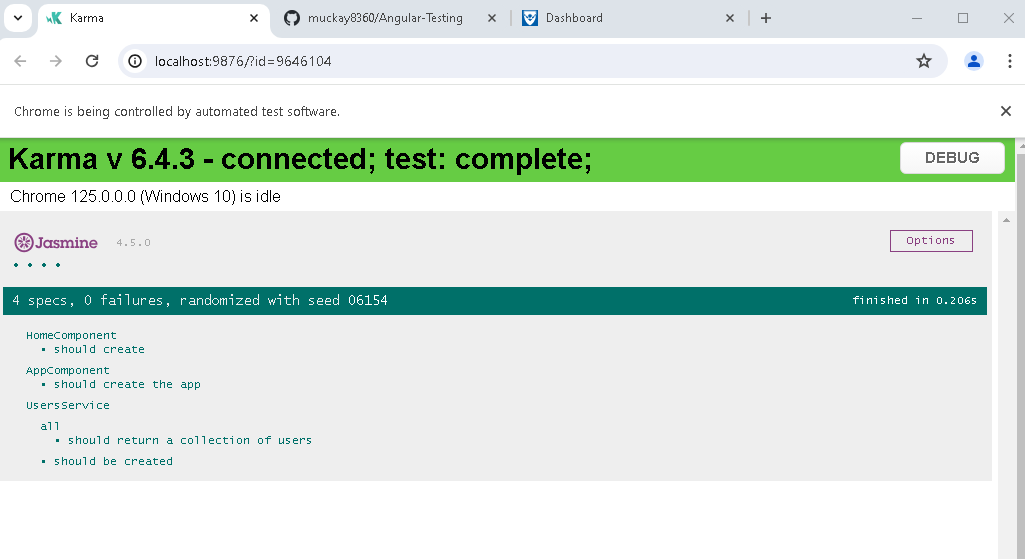 Karma
muckay8360/Angular-Testing
Dashboard
localhost:9876/?id=9646104
Chrome is being controlled by automated test software.
Karma v 6.4.3 - connected; test: complete;
DEBUG
Chrome 125.0.0.0 (Windows 10) is idle
Jasmine 4.5.0
Options
• • • •
4 specs, 0 failures, randomized with seed 06154
finished in 0.206s
HomeComponent
• should create
AppComponent
• should create the app
UsersService
all
• should return a collection of users
• should be created